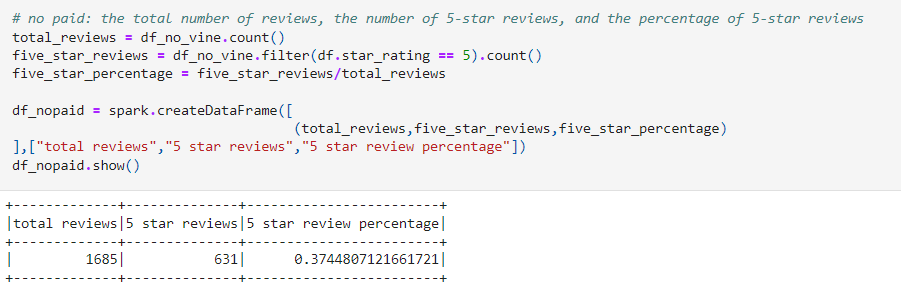 # no paid: the total number of reviews, the number of 5-star reviews, and the percentage of 5-star reviews
total_reviews = df_no_vine.count()
five_star_reviews = df_no_vine.filter(df.star_rating == 5).count()
five_star_percentage = five_star_reviews/total_reviews

df_nopaid = spark.createDataFrame([
                                   (total_reviews,five_star_reviews,five_star_percentage)
],["total reviews","5 star reviews","5 star review percentage"])
df_nopaid.show()

+-------------+--------------+------------------------+
|total reviews|5 star reviews|5 star review percentage|
+-------------+--------------+------------------------+
|         1685|           631|      0.3744807121661721|
+-------------+--------------+------------------------+